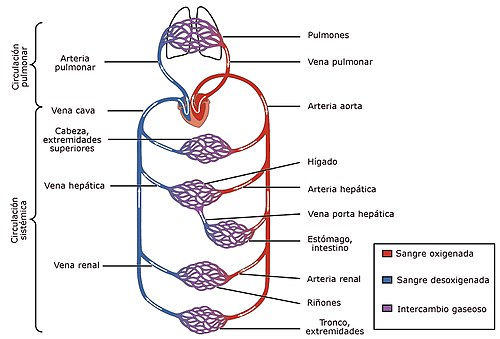 Circulación
pulmonar
Circulación
sistémica
Arteria
pulmonar
Vena cava
Cabeza,
extremidades
superiores
Vena hepática
Vena renal
Pulmones
Vena pulmonar
Arteria aorta
Hígado
Arteria hepática
Vena porta hepática
Estómago,
intestino
Arteria renal
Riñones
Tronco,
extremidades
Sangre oxigenada
Sangre desoxigenada
Intercambio gaseoso